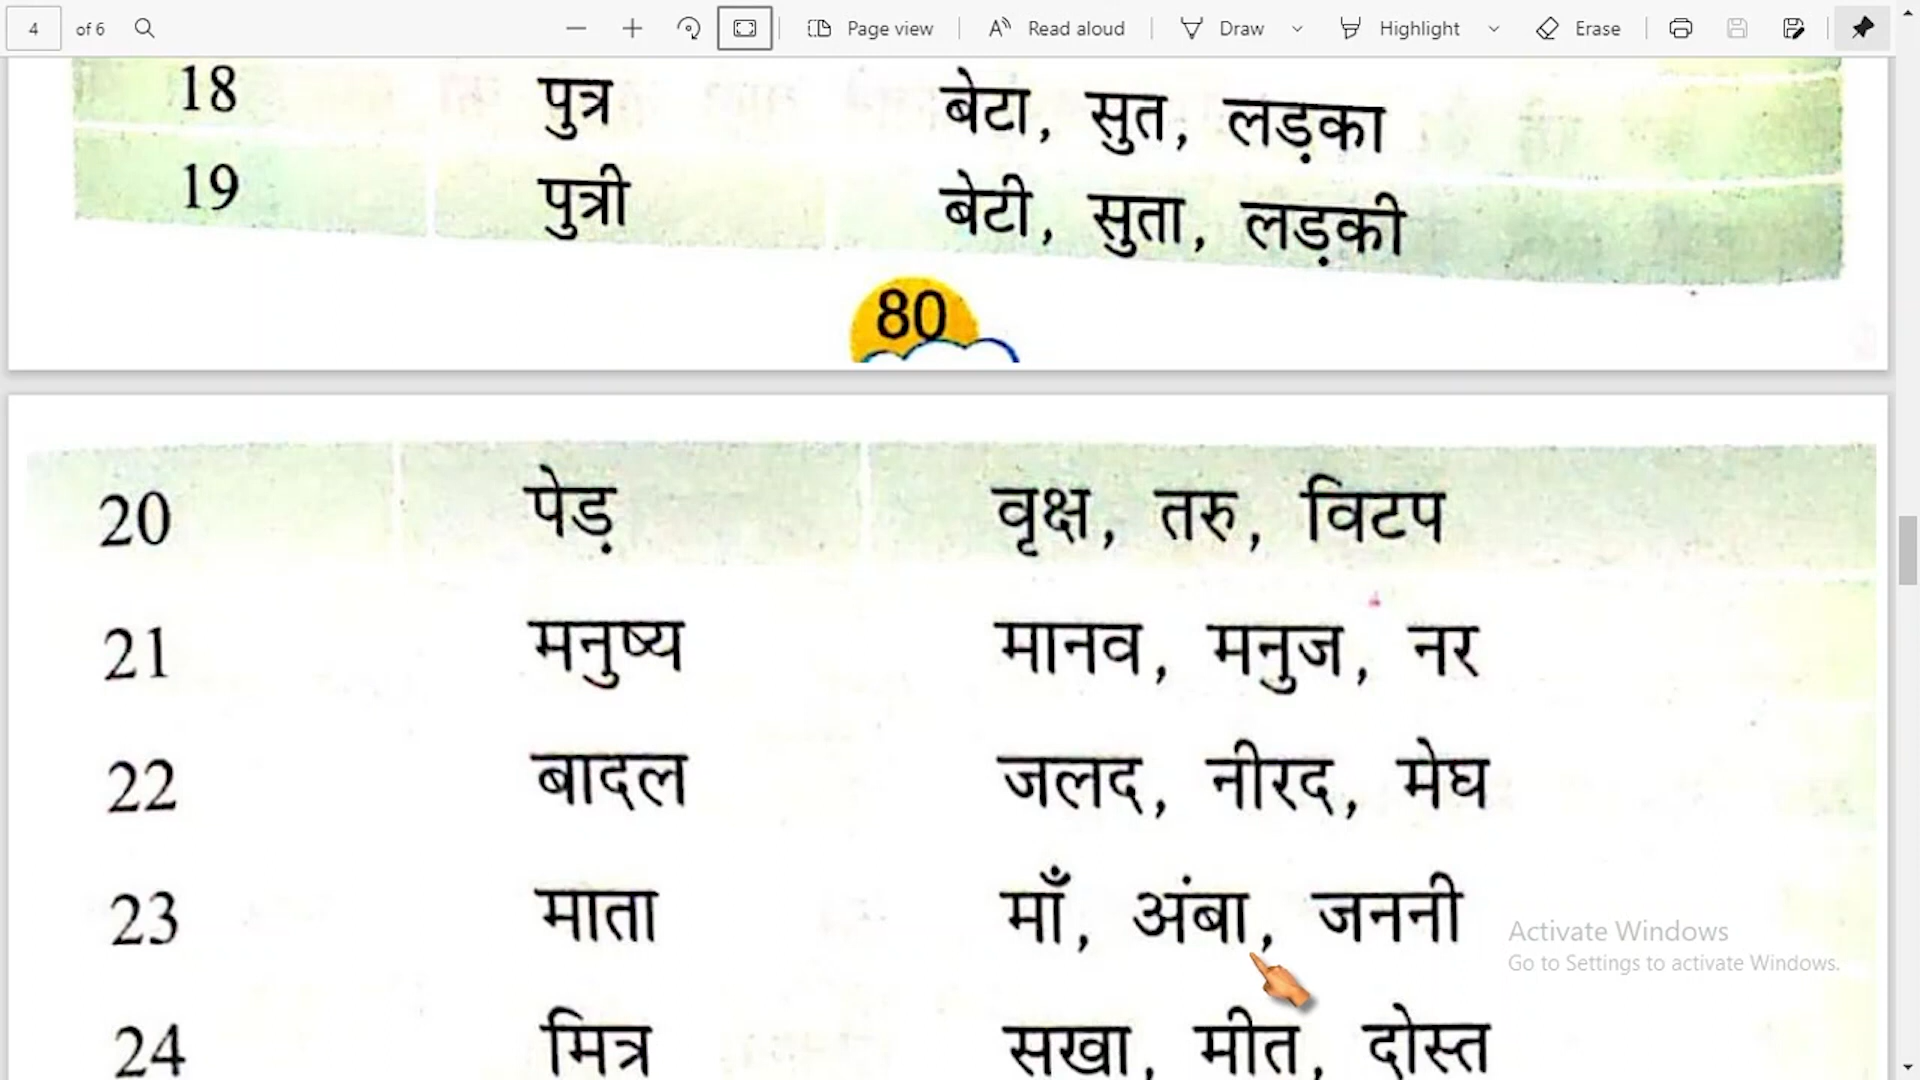 4 of 6 Page view Read aloud Draw Highlight Erase
18 पुत्र बेटा, सुत, लड़का
19 पुत्री बेटी, सुता, लड़की
80
20 पेड़ वृक्ष, तरु, विटप
21 मनुष्य मानव, मनुज, नर
22 बादल जलद, नीरद, मेघ
23 माता माँ, अंबा, जननी
Activate Windows
Go to Settings to activate Windows.
24 मित्र सखा, मीत, दोस्त